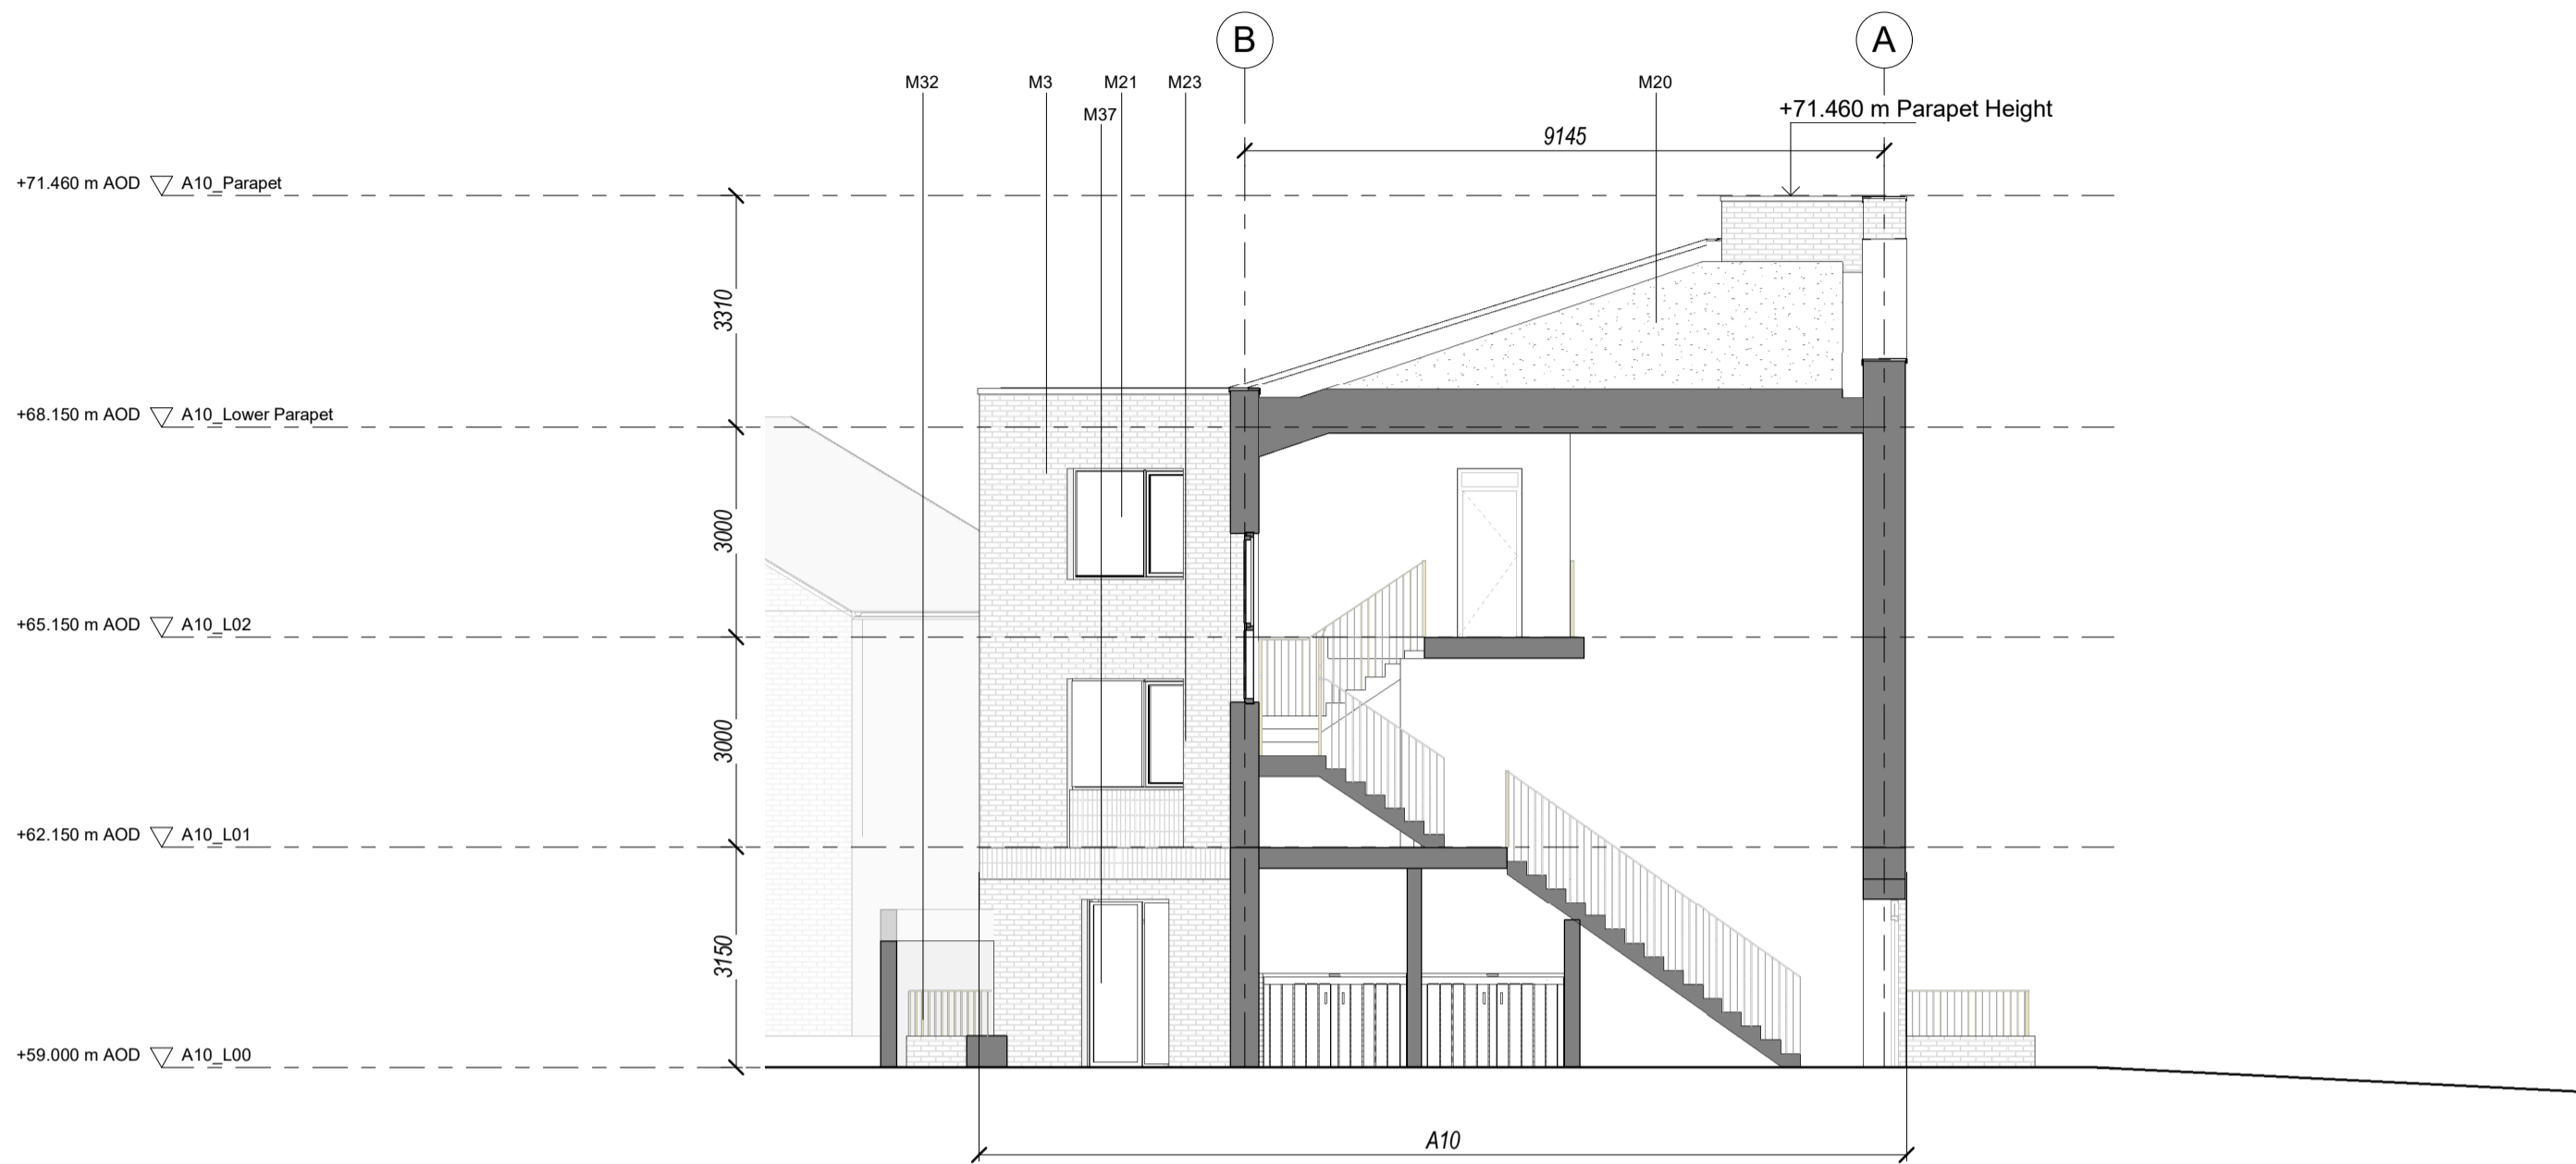 B
A
M32
M3
M21
M23
M20
M37
+71.460 m Parapet Height
9145
+71.460 m AOD A10_Parapet
3310
+68.150 m AOD A10_Lower Parapet
3000
+65.150 m AOD A10_L02
3000
+62.150 m AOD A10_L01
3150
+59.000 m AOD A10_L00
A10